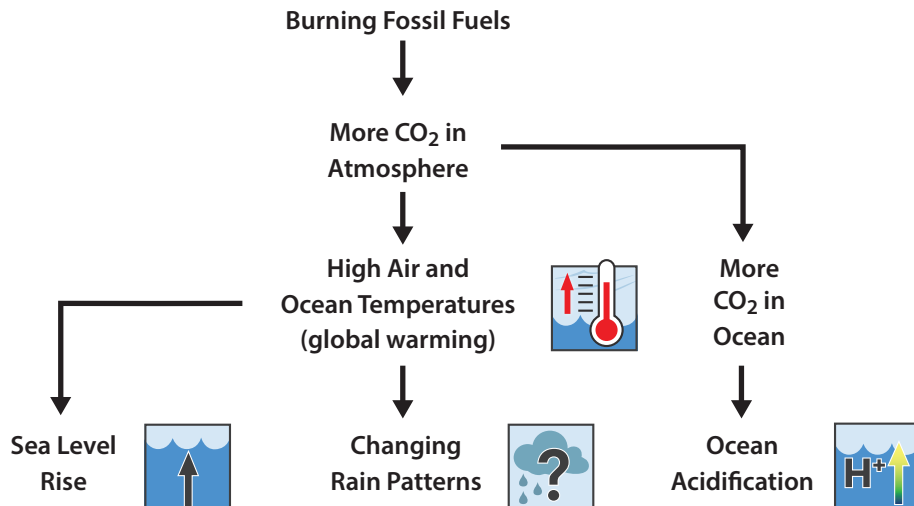 Burning Fossil Fuels
More CO₂ in
Atmosphere
High Air and
Ocean Temperatures
(global warming)
More
CO₂ in
Ocean
Sea Level
Rise
Changing
Rain Patterns
?
Ocean
Acidification
H⁺